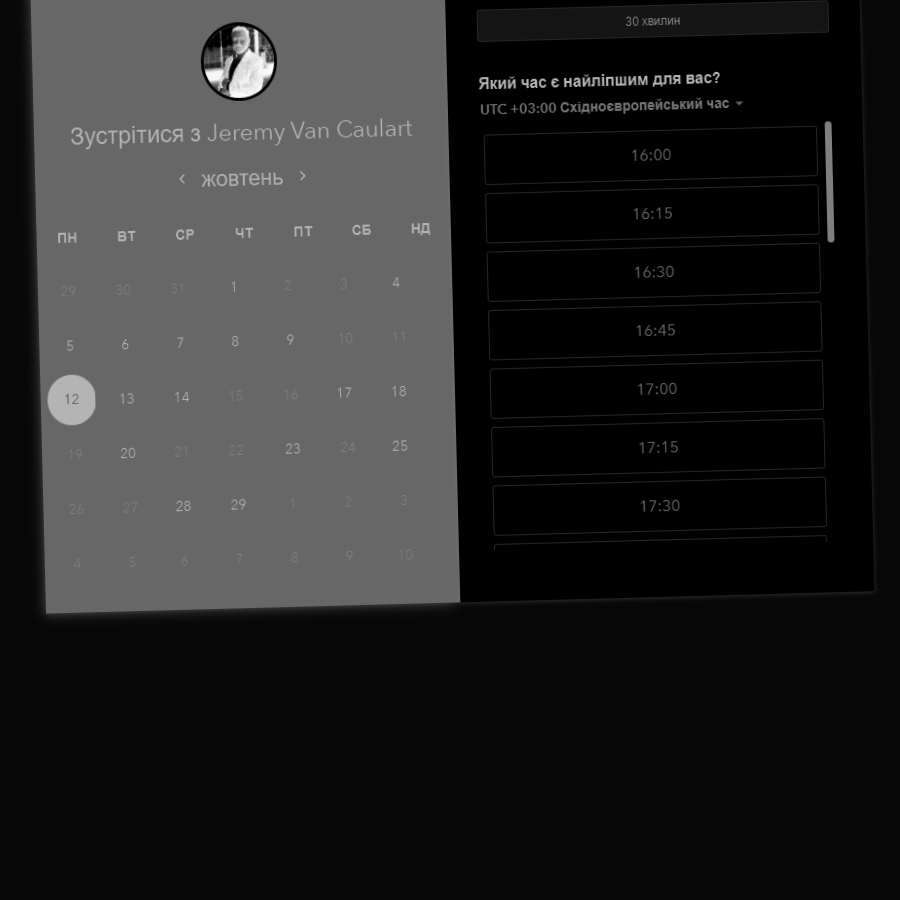 Зустрітися з Jeremy Van Caulart
жовтень
ПН ВТ СР ЧТ ПТ СБ НД
29 30 31 1 2 3 4
5 6 7 8 9 10 11
12 13 14 15 16 17 18
19 20 21 22 23 24 25
26 27 28 29 1 2 3
4 5 6 7 8 9 10
30 хвилин
Який час є найліпшим для вас?
UTC +03:00 Східноєвропейський час
16:00
16:15
16:30
16:45
17:00
17:15
17:30